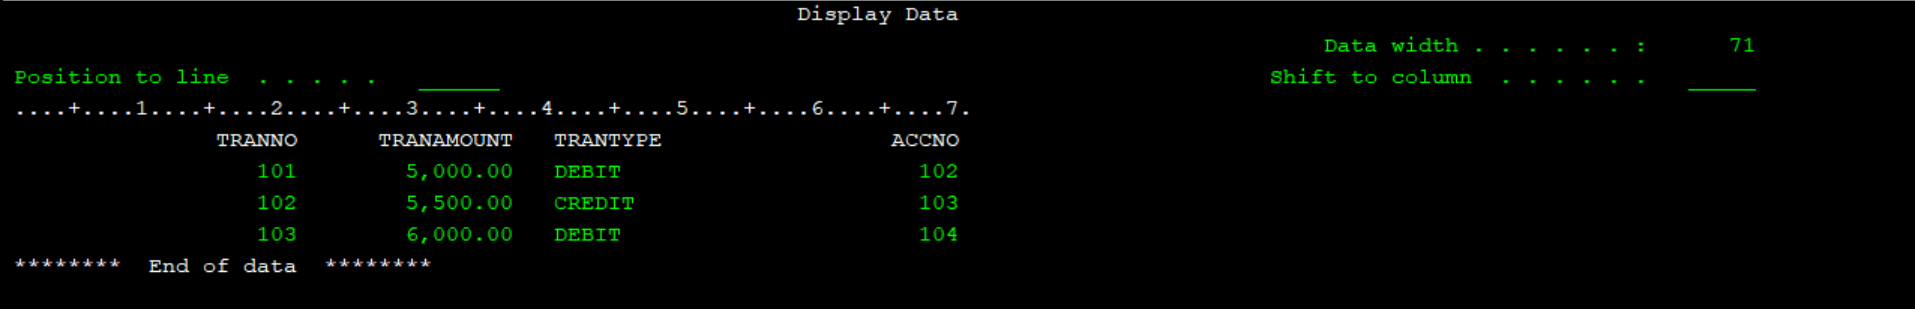 Display Data
Data width . . . . . . : 71
Position to line . . . . . ______ Shift to column . . . . . . _____
....+....1....+....2....+....3....+....4....+....5....+....6....+....7.
TRANNO TRANAMOUNT TRANTYPE ACCNO
101 5,000.00 DEBIT 102
102 5,500.00 CREDIT 103
103 6,000.00 DEBIT 104
******** End of data ********